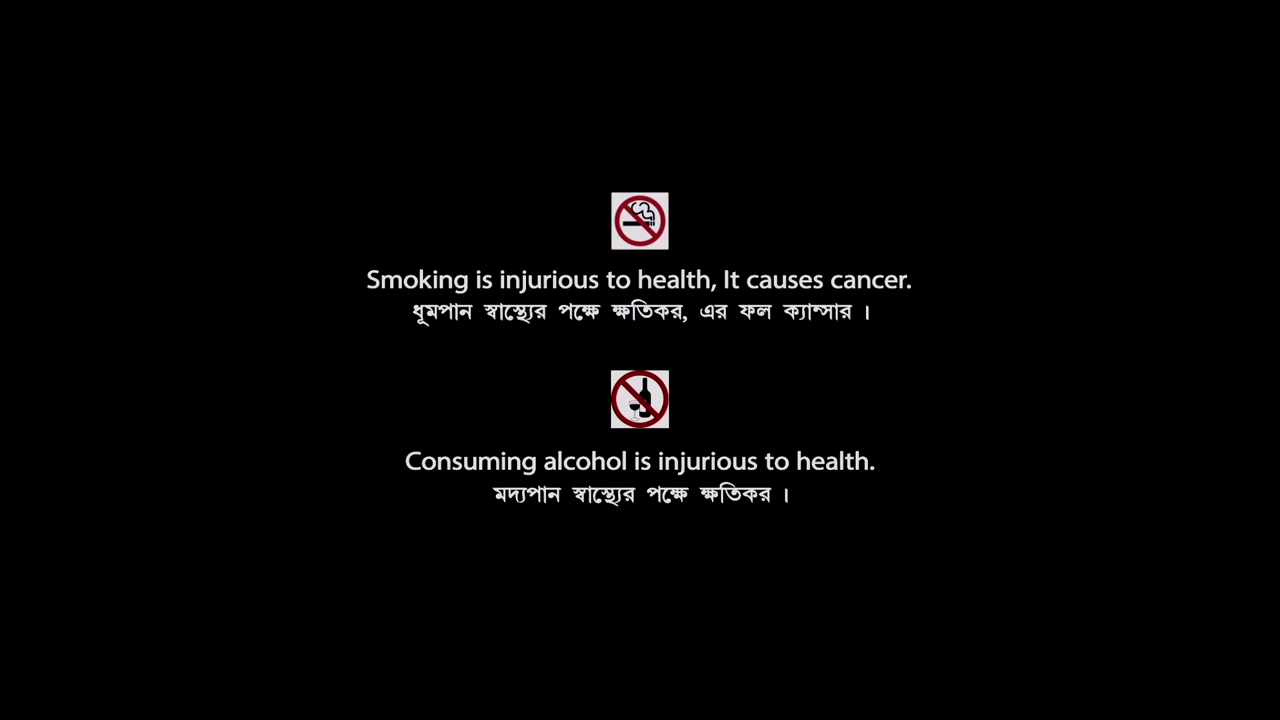 Smoking is injurious to health, It causes cancer.
ধূমপান স্বাস্থ্যের পক্ষে ক্ষতিকর, এর ফল ক্যান্সার ।
Consuming alcohol is injurious to health.
মদ্যপান স্বাস্থ্যের পক্ষে ক্ষতিকর ।